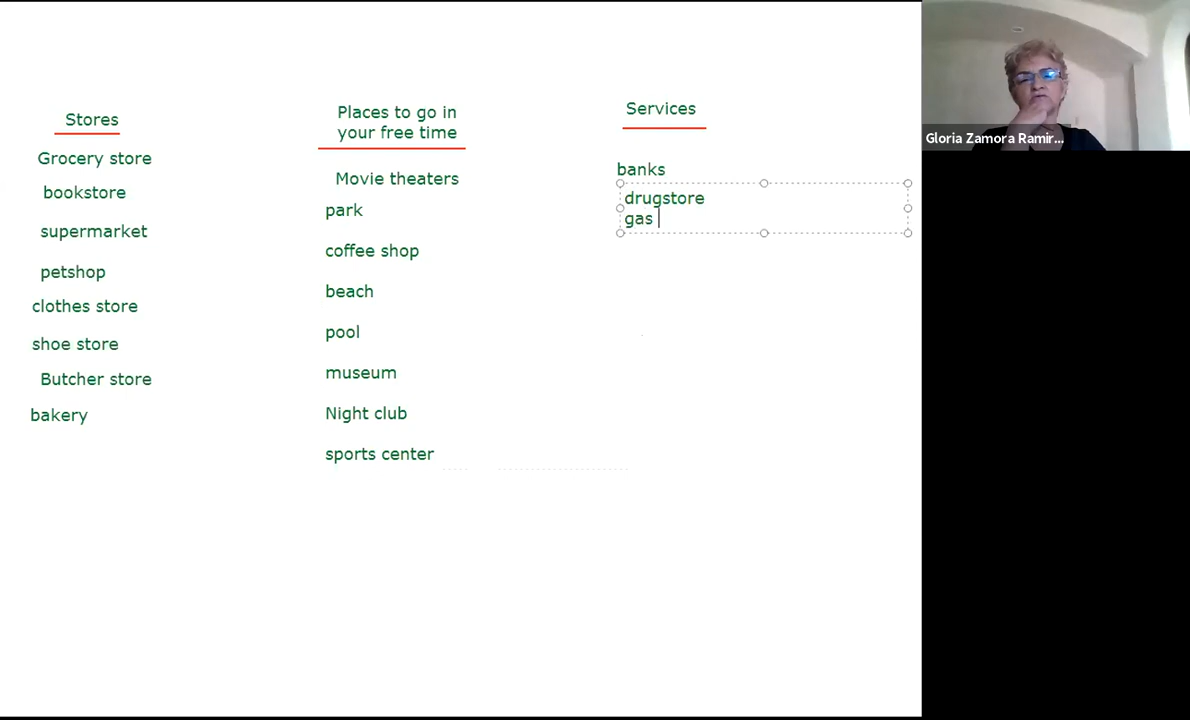 Stores
Grocery store
bookstore
supermarket
petshop
clothes store
shoe store
Butcher store
bakery
Places to go in
your free time
Movie theaters
park
coffee shop
beach
pool
museum
Night club
sports center
Services
banks
drugstore
gas
Gloria Zamora Ramir...